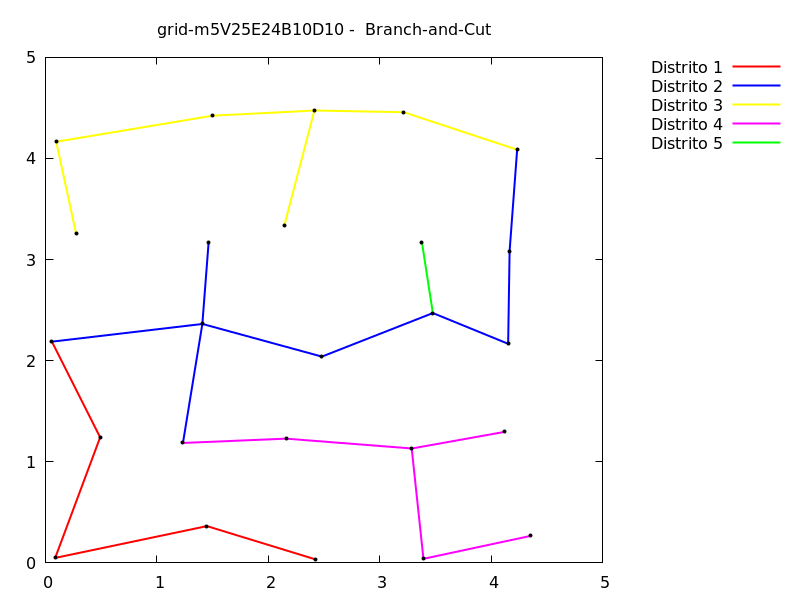 grid-m5V25E24B10D10 -  Branch-and-Cut
Distrito 1
Distrito 2
Distrito 3
Distrito 4
Distrito 5
5
4
3
2
1
0
0 1 2 3 4 5